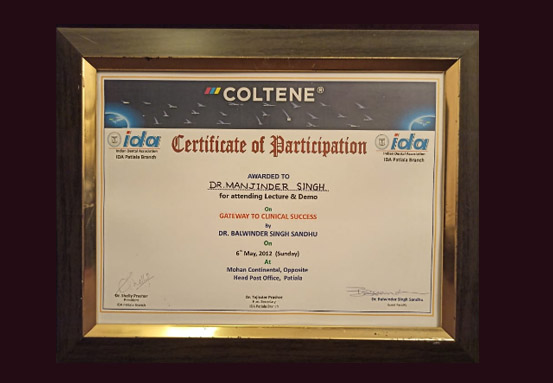 COLTENE®
ida
Indian Dental Association
IDA Patiala Branch
Certificate of Participation
ida
Indian Dental Association
IDA Patiala Branch
AWARDED TO
DR. MANJINDER SINGH
for attending Lecture & Demo
On
GATEWAY TO CLINICAL SUCCESS
by
DR. BALWINDER SINGH SANDHU
On
6th May, 2012 (Sunday)
At
Mohan Continental, Opposite
Head Post Office, Patiala
President
Dr. Balwinder Singh Sandhu